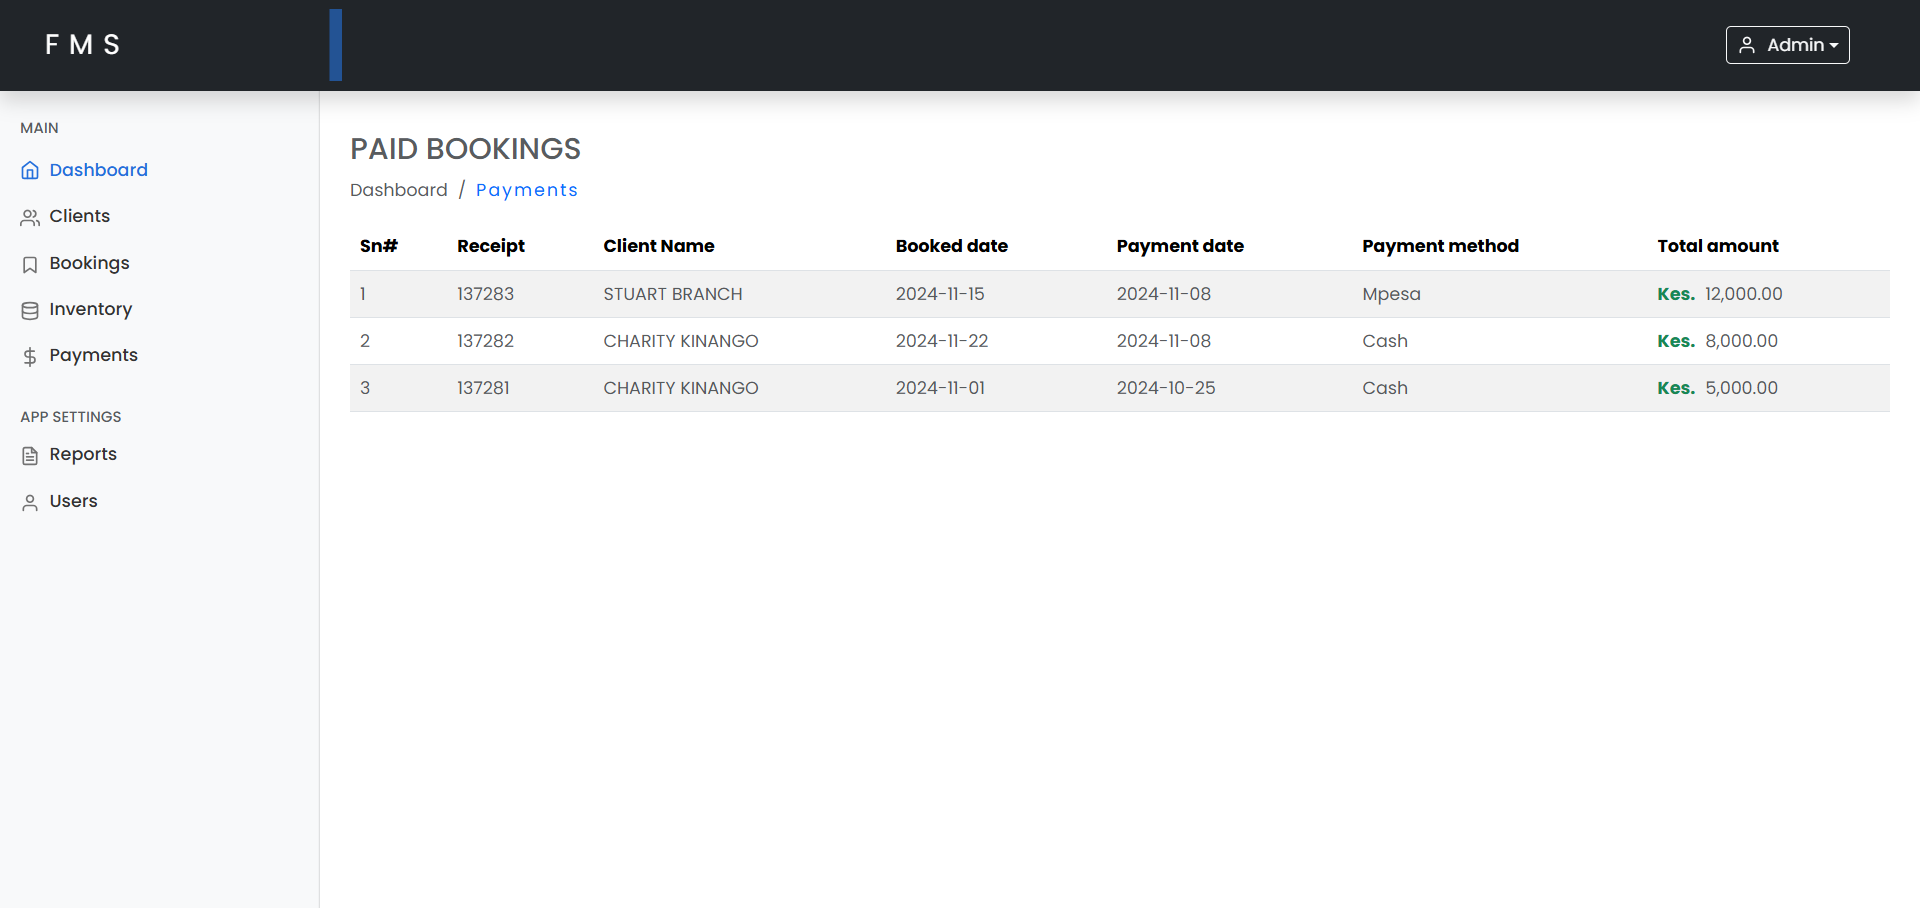 F M S
Admin
MAIN
Dashboard
Clients
Bookings
Inventory
Payments
APP SETTINGS
Reports
Users
PAID BOOKINGS
Dashboard / Payments
Sn# Receipt Client Name Booked date Payment date Payment method Total amount
1 137283 STUART BRANCH 2024-11-15 2024-11-08 Mpesa Kes. 12,000.00
2 137282 CHARITY KINANGO 2024-11-22 2024-11-08 Cash Kes. 8,000.00
3 137281 CHARITY KINANGO 2024-11-01 2024-10-25 Cash Kes. 5,000.00